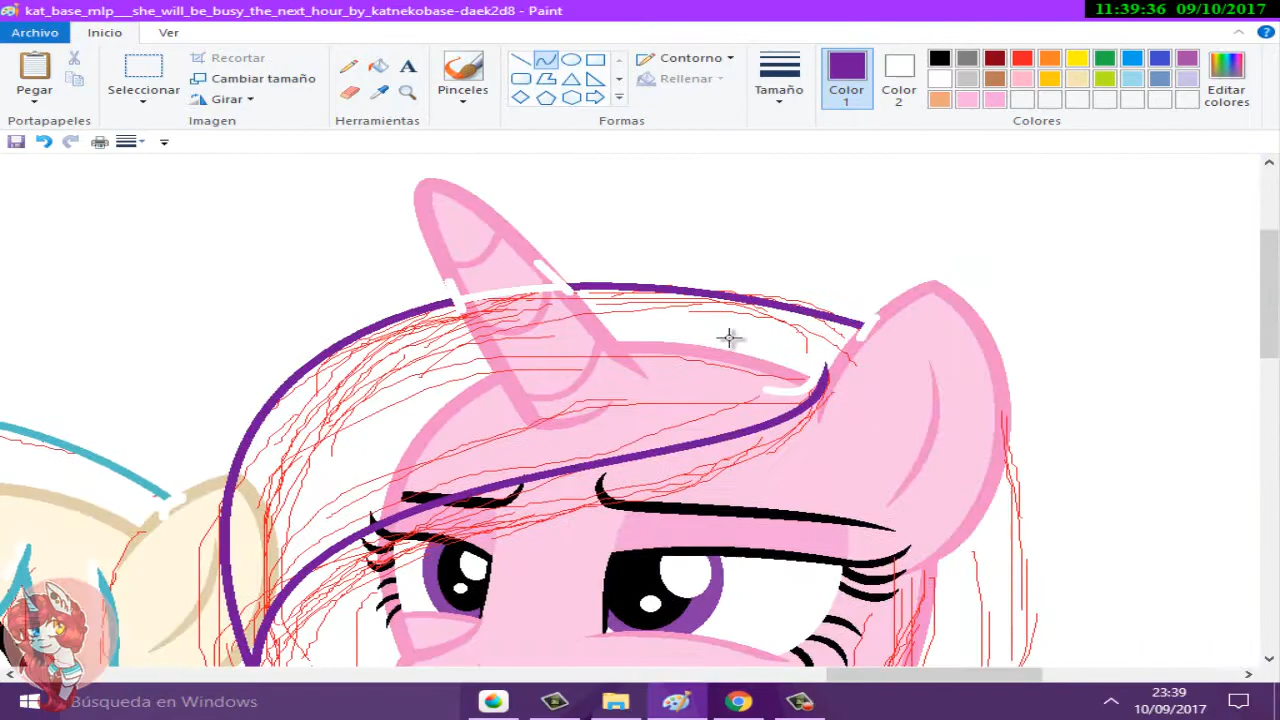 kat_base_mlp___she_will_be_busy_the_next_hour_by_katnekobase-daek2d8 - Paint
11:39:36 09/10/2017
Archivo Inicio Ver
Pegar
Seleccionar
Recortar
Cambiar tamaño
Girar
A
Pinceles
Contorno
Rellenar
Tamaño
Color 1
Color 2
Editar colores
Portapapeles Imagen Herramientas Formas Colores
Búsqueda en Windows
23:39
10/09/2017